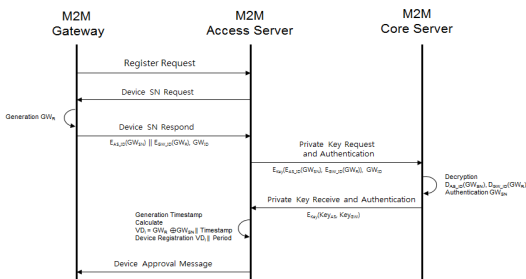 M2M
Gateway
M2M
Access Server
M2M
Core Server
Register Request
Device SN Request
Generation GW_R
Device SN Respond
E_AS_ID(GW_SN) || E_GW_ID(GW_R), GW_ID
Private Key Request
and Authentication
E_Key(E_AS_ID(GW_SN), E_GW_ID(GW_R)), GW_ID
Decryption
D_AS_ID(GW_SN), D_GW_ID(GW_R)
Authentication GW_SN
Private Key Receive and Authentication
E_Key(Key_AS, Key_GW)
Generation Timestamp
Calculate
VD_i = GW_R ⊕GW_SN || Timestamp
Device Registration VD_i || Period
Device Approval Message